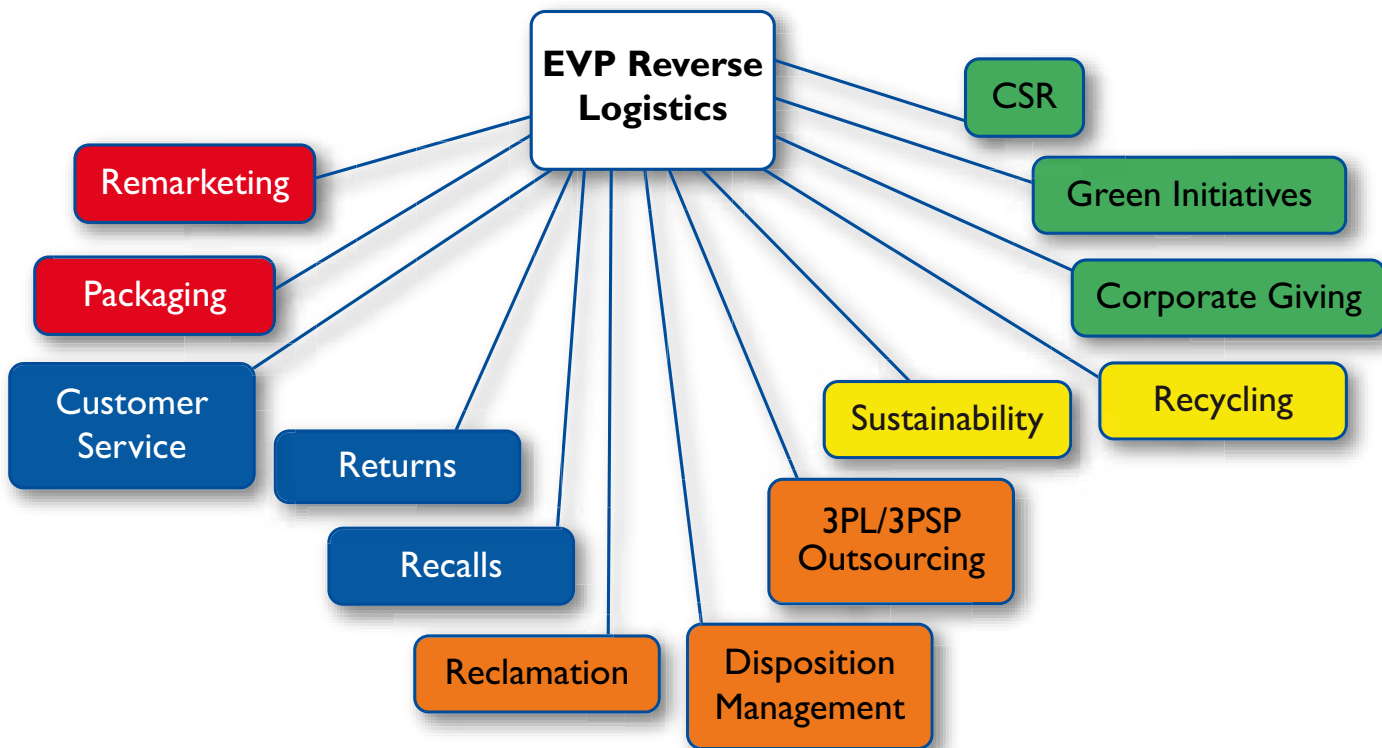 EVP Reverse
Logistics
CSR
Remarketing
Green Initiatives
Packaging
Corporate Giving
Customer
Service
Recycling
Sustainability
Returns
3PL/3PSP
Outsourcing
Recalls
Reclamation
Disposition
Management